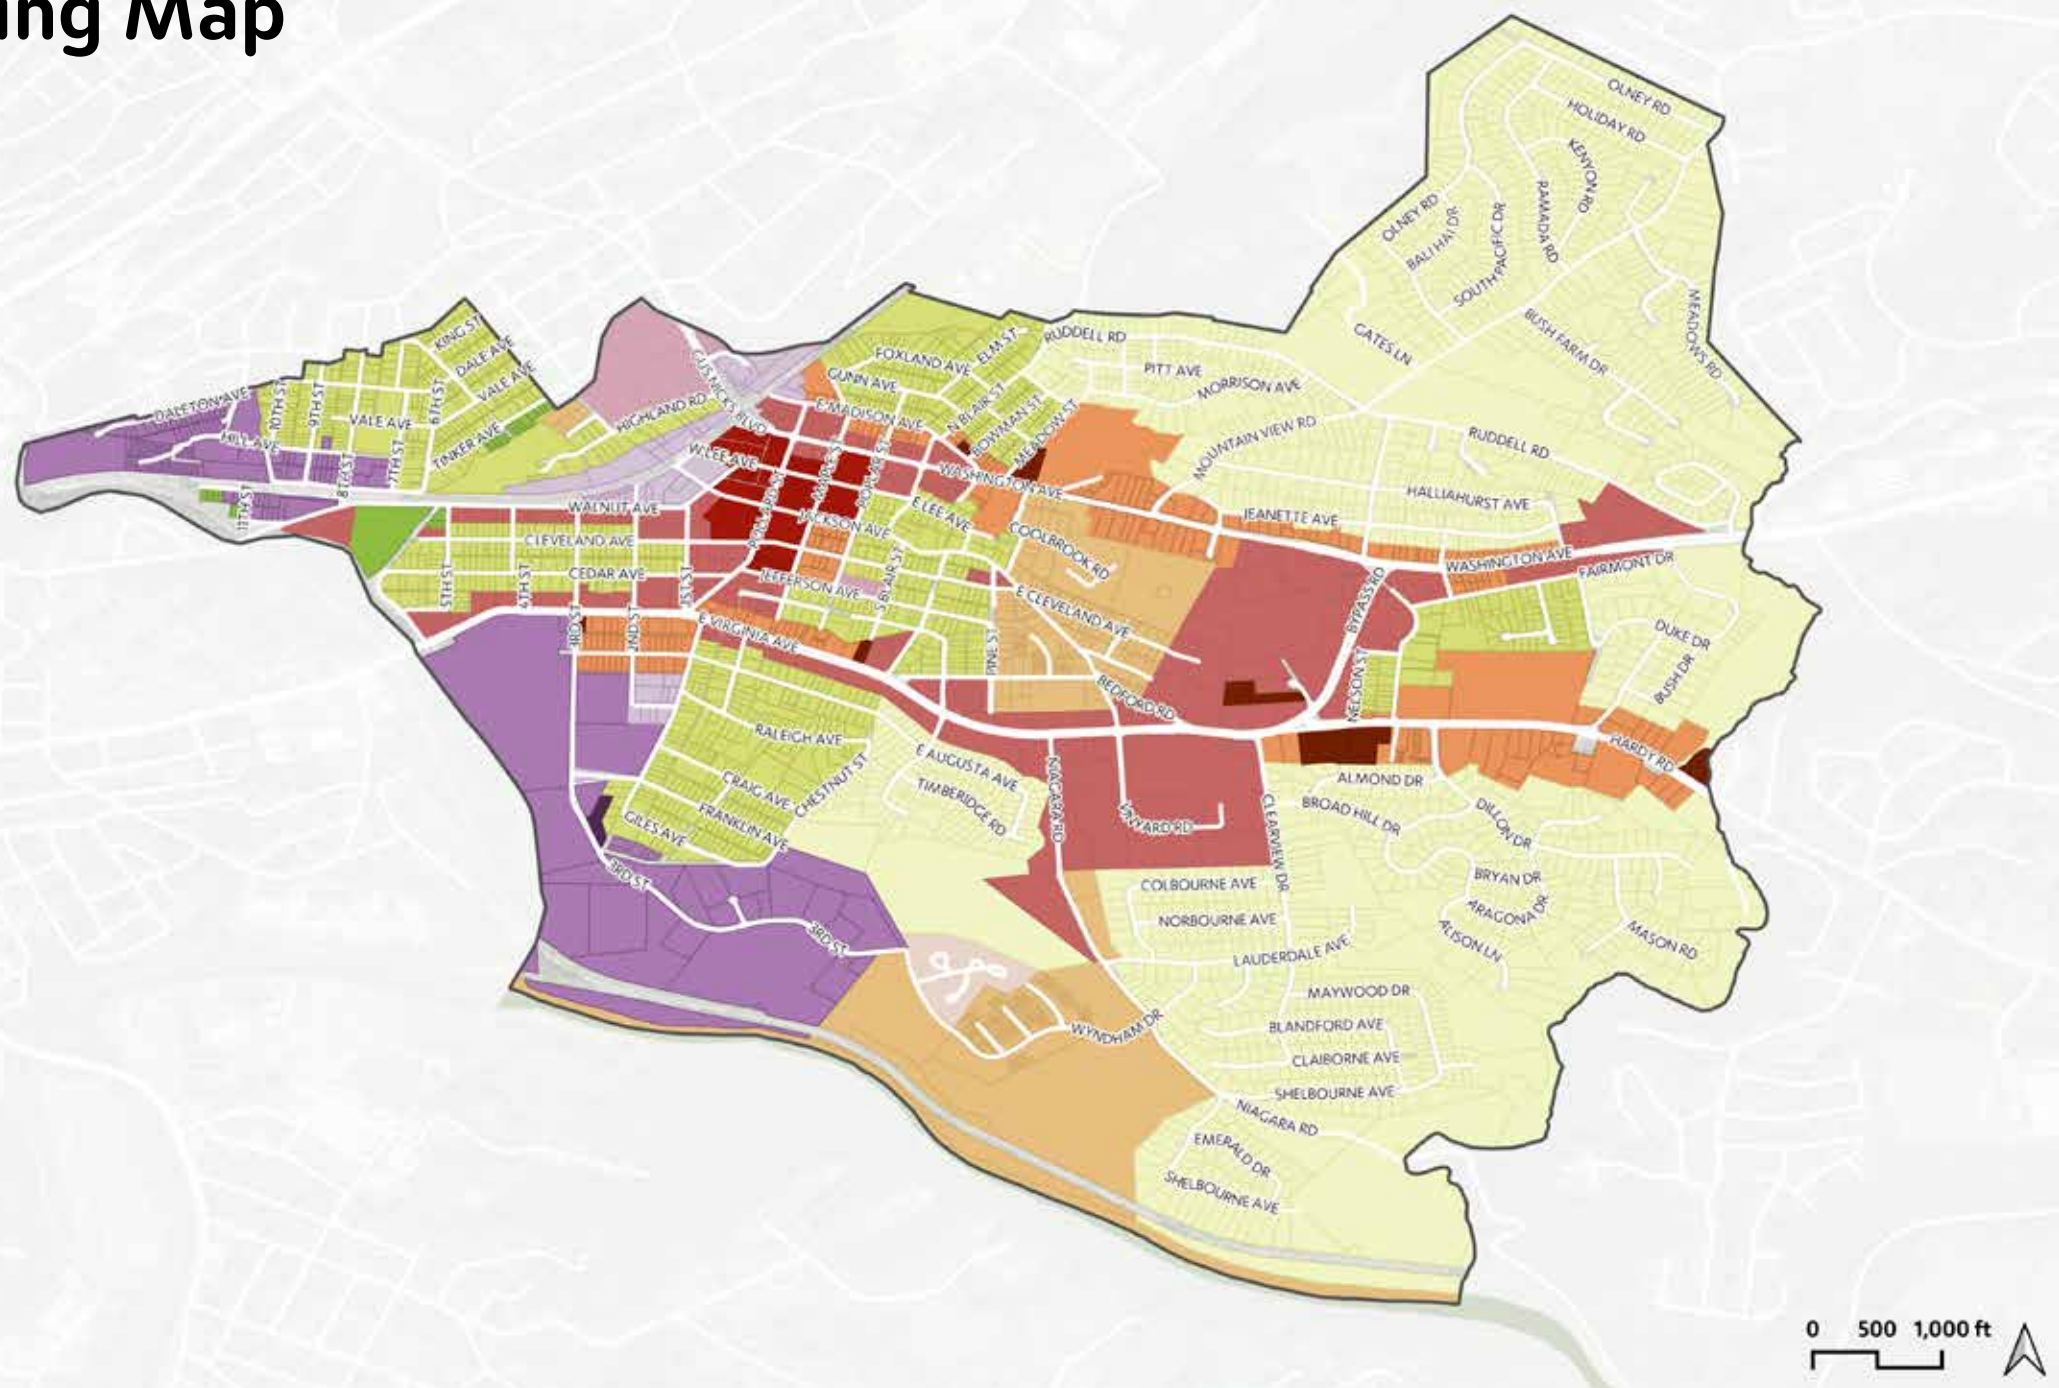 ing Map
OLNEY RD
HOLIDAY RD
KENYON RD
RAMADA RD
OLNEY RD
BALI HAI DR
SOUTH PACIFIC DR
MEADOWS RD
GATES LN
BUSH FARM DR
RUDDELL RD
PITT AVE
MORRISON AVE
MOUNTAIN VIEW RD
RUDDELL RD
HALLIAHURST AVE
JEANETTE AVE
KING ST
DALE AVE
VALE AVE
DALETON AVE
10TH ST
9TH ST
6TH ST
VALE AVE
HILL AVE
TINKER AVE
7TH ST
8TH ST
11TH ST
HIGHLAND RD
GUS NICKS BLVD
FOXLAND AVE
ELM ST
GUNN AVE
E MADISON AVE
N BLAIR ST
BOWMAN ST
MEADOW ST
W LEE AVE
MAPLE ST
POPLAR ST
WASHINGTON AVE
POLLARD ST
E LEE AVE
JACKSON AVE
COOLBROOK RD
WALNUT AVE
CLEVELAND AVE
CEDAR AVE
5TH ST
4TH ST
3RD ST
2ND ST
1ST ST
JEFFERSON AVE
S BLAIR ST
E CLEVELAND AVE
E VIRGINIA AVE
PINE ST
BEDFORD RD
BYPASS RD
NELSON ST
WASHINGTON AVE
FAIRMONT DR
DUKE DR
BUSH DR
HARDY RD
RALEIGH AVE
CRAIG AVE
CHESTNUT ST
FRANKLIN AVE
GILES AVE
E AUGUSTA AVE
TIMBERIDGE RD
NIAGARA RD
VINYARD RD
CLEARVIEW DR
ALMOND DR
BROAD HILL DR
DILLON DR
BRYAN DR
ARAGONA DR
ALISON LN
MASON RD
3RD ST
3RD ST
COLBOURNE AVE
NORBOURNE AVE
LAUDERDALE AVE
MAYWOOD DR
BLANDFORD AVE
CLAIBORNE AVE
SHELBOURNE AVE
WYNDHAM DR
NIAGARA RD
EMERALD DR
SHELBOURNE AVE
0 500 1,000 ft